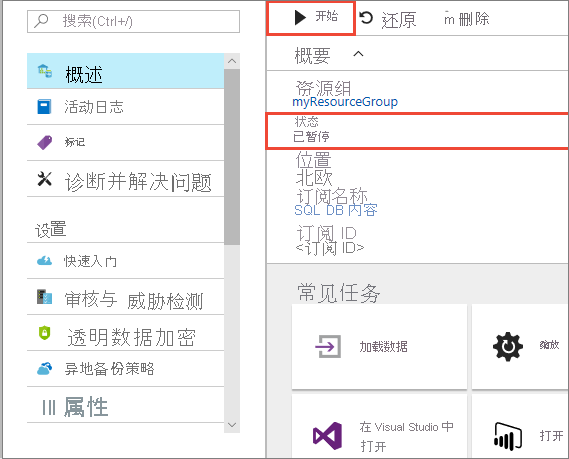 搜索(Ctrl+/)
概述
活动日志
标记
诊断并解决问题
设置
快速入门
审核与 威胁检测
透明数据加密
异地备份策略
属性
开始 还原 删除
概要
资源组
myResourceGroup
状态
已暂停
位置
北欧
订阅名称
SQL DB 内容
订阅 ID
<订阅 ID>
常见任务
加载数据
缩放
在 Visual Studio 中
打开
打开